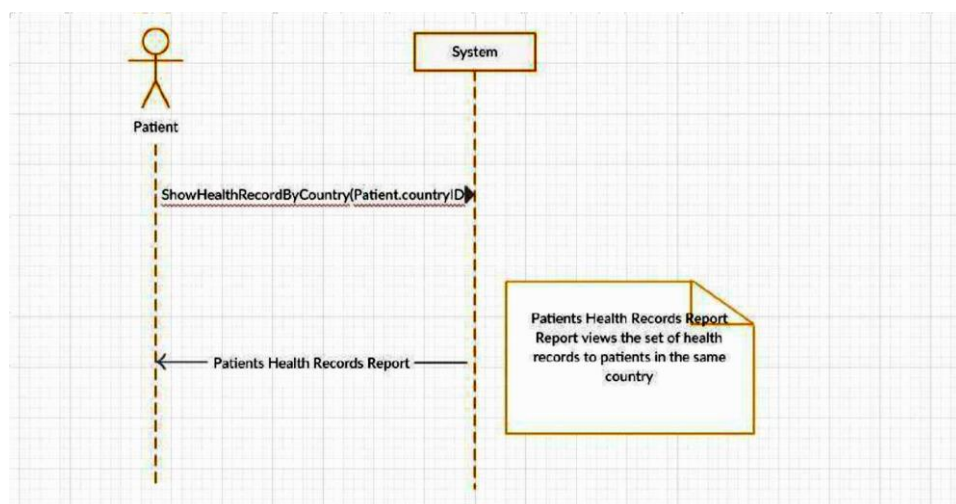 System
Patient
ShowHealthRecordByCountry(Patient.countryID
Patients Health Records Report
Report views the set of health
records to patients in the same
country
Patients Health Records Report